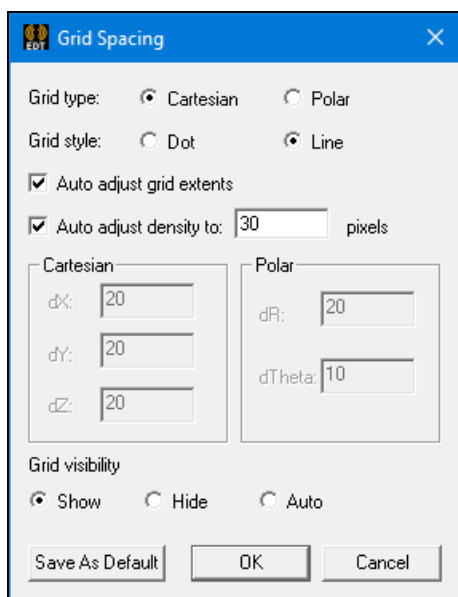 EDT Grid Spacing
Grid type: Cartesian Polar
Grid style: Dot Line
Auto adjust grid extents
Auto adjust density to: 30 pixels
Cartesian Polar
dX: 20
dR: 20
dY: 20
dTheta: 10
dZ: 20
Grid visibility
Show Hide Auto
Save As Default OK Cancel